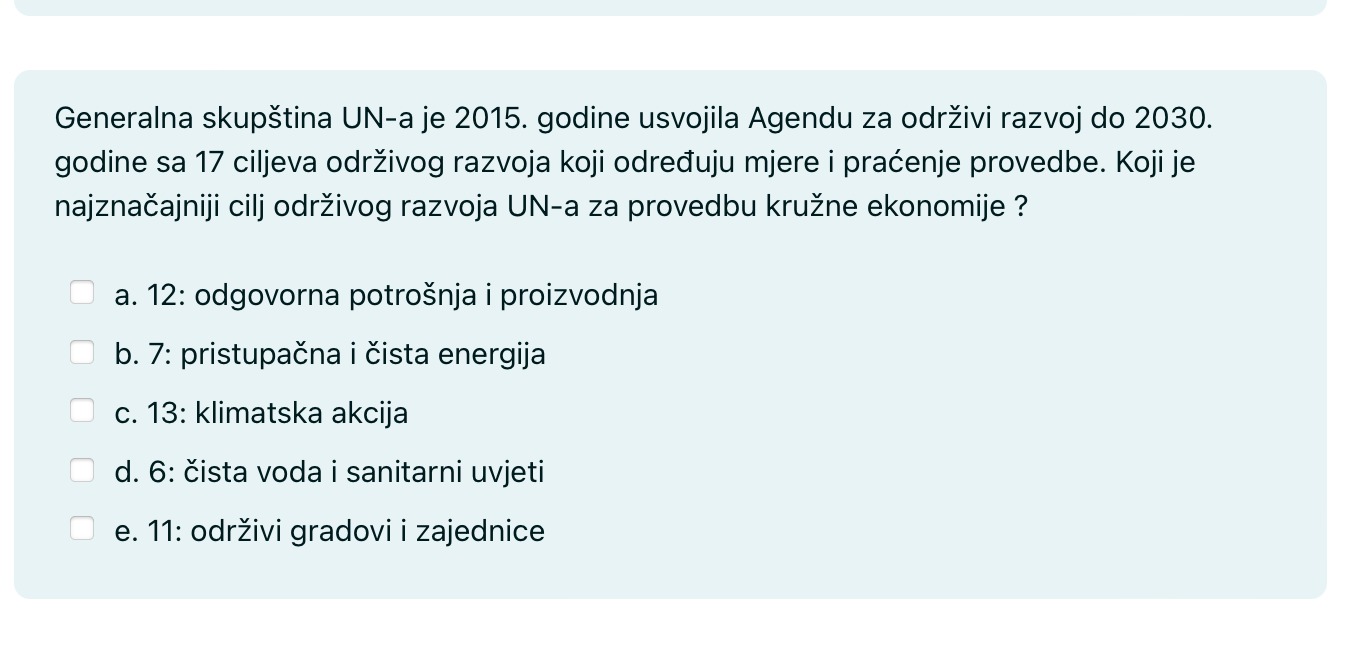 Generalna skupština UN-a je 2015. godine usvojila Agendu za održivi razvoj do 2030.
godine sa 17 ciljeva održivog razvoja koji određuju mjere i praćenje provedbe. Koji je
najznačajniji cilj održivog razvoja UN-a za provedbu kružne ekonomije ?
a. 12: odgovorna potrošnja i proizvodnja
b. 7: pristupačna i čista energija
c. 13: klimatska akcija
d. 6: čista voda i sanitarni uvjeti
e. 11: održivi gradovi i zajednice